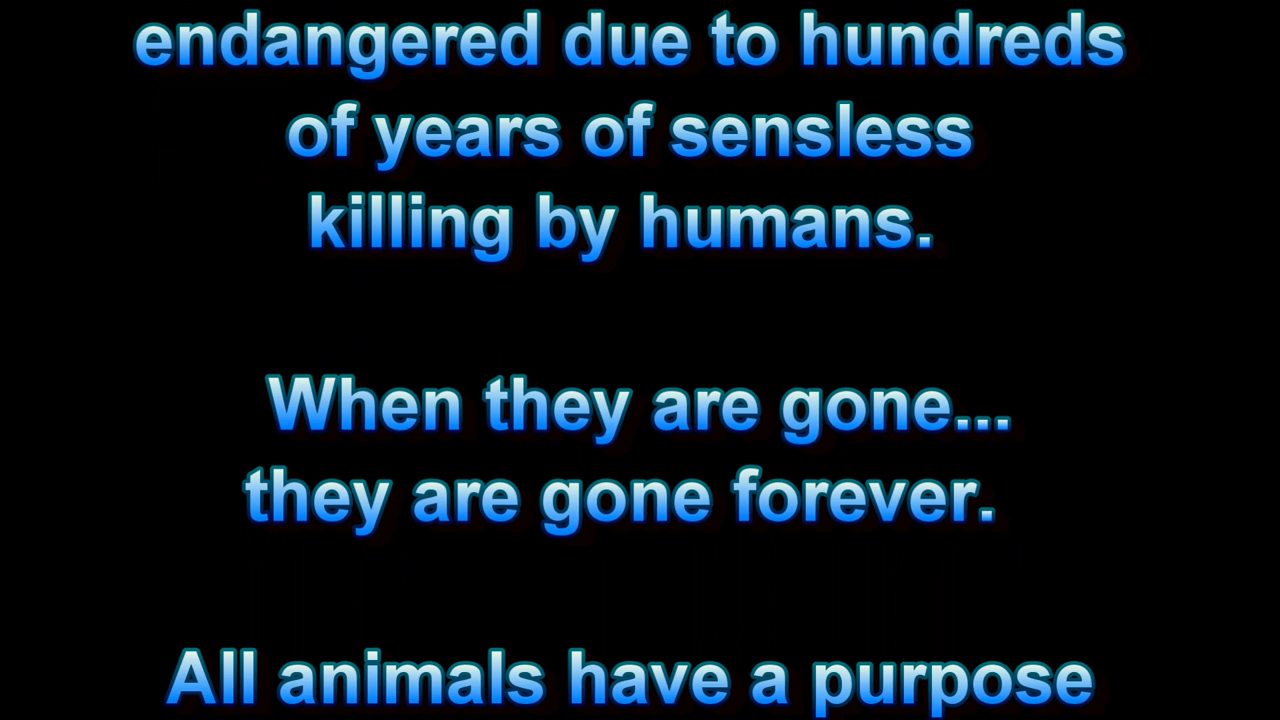 endangered due to hundreds
of years of sensless
killing by humans.
When they are gone...
they are gone forever.
All animals have a purpose